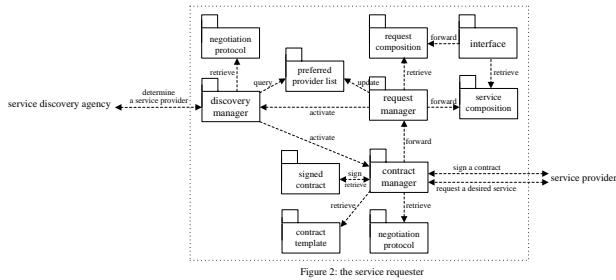 negotiation
protocol
request
composition
forward
interface
retrieve
query
preferred
provider list
update
retrieve
retrieve
determine
a service provider
service discovery agency
discovery
manager
activate
request
manager
forward
service
composition
activate
forward
signed
contract
sign
retrieve
contract
manager
sign a contract
request a desired service
service provider
retrieve
retrieve
contract
template
negotiation
protocol
Figure 2: the service requester